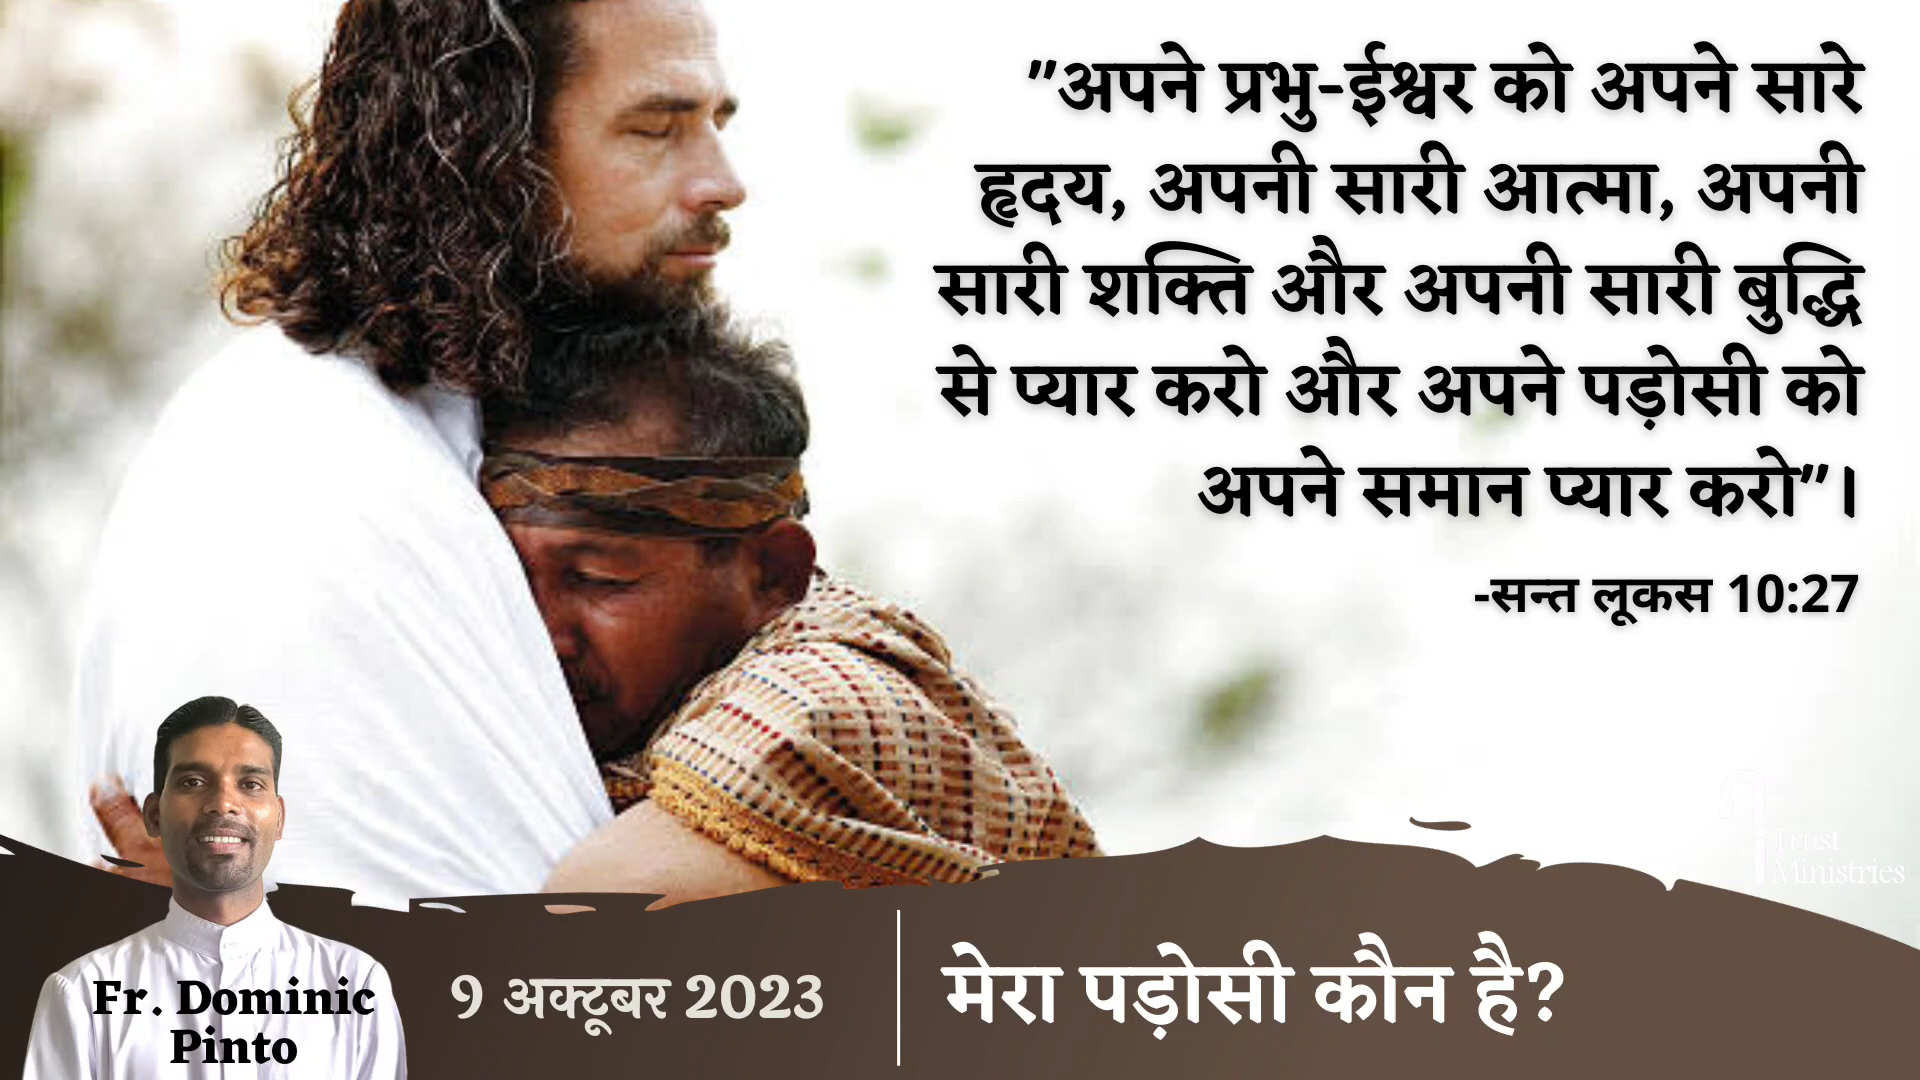 "अपने प्रभु-ईश्वर को अपने सारे
हृदय, अपनी सारी आत्मा, अपनी
सारी शक्ति और अपनी सारी बुद्धि
से प्यार करो और अपने पड़ोसी को
अपने समान प्यार करो"।
-सन्त लूकस 10:27
Trust
Ministries
Fr. Dominic
Pinto
9 अक्टूबर 2023
मेरा पड़ोसी कौन है?